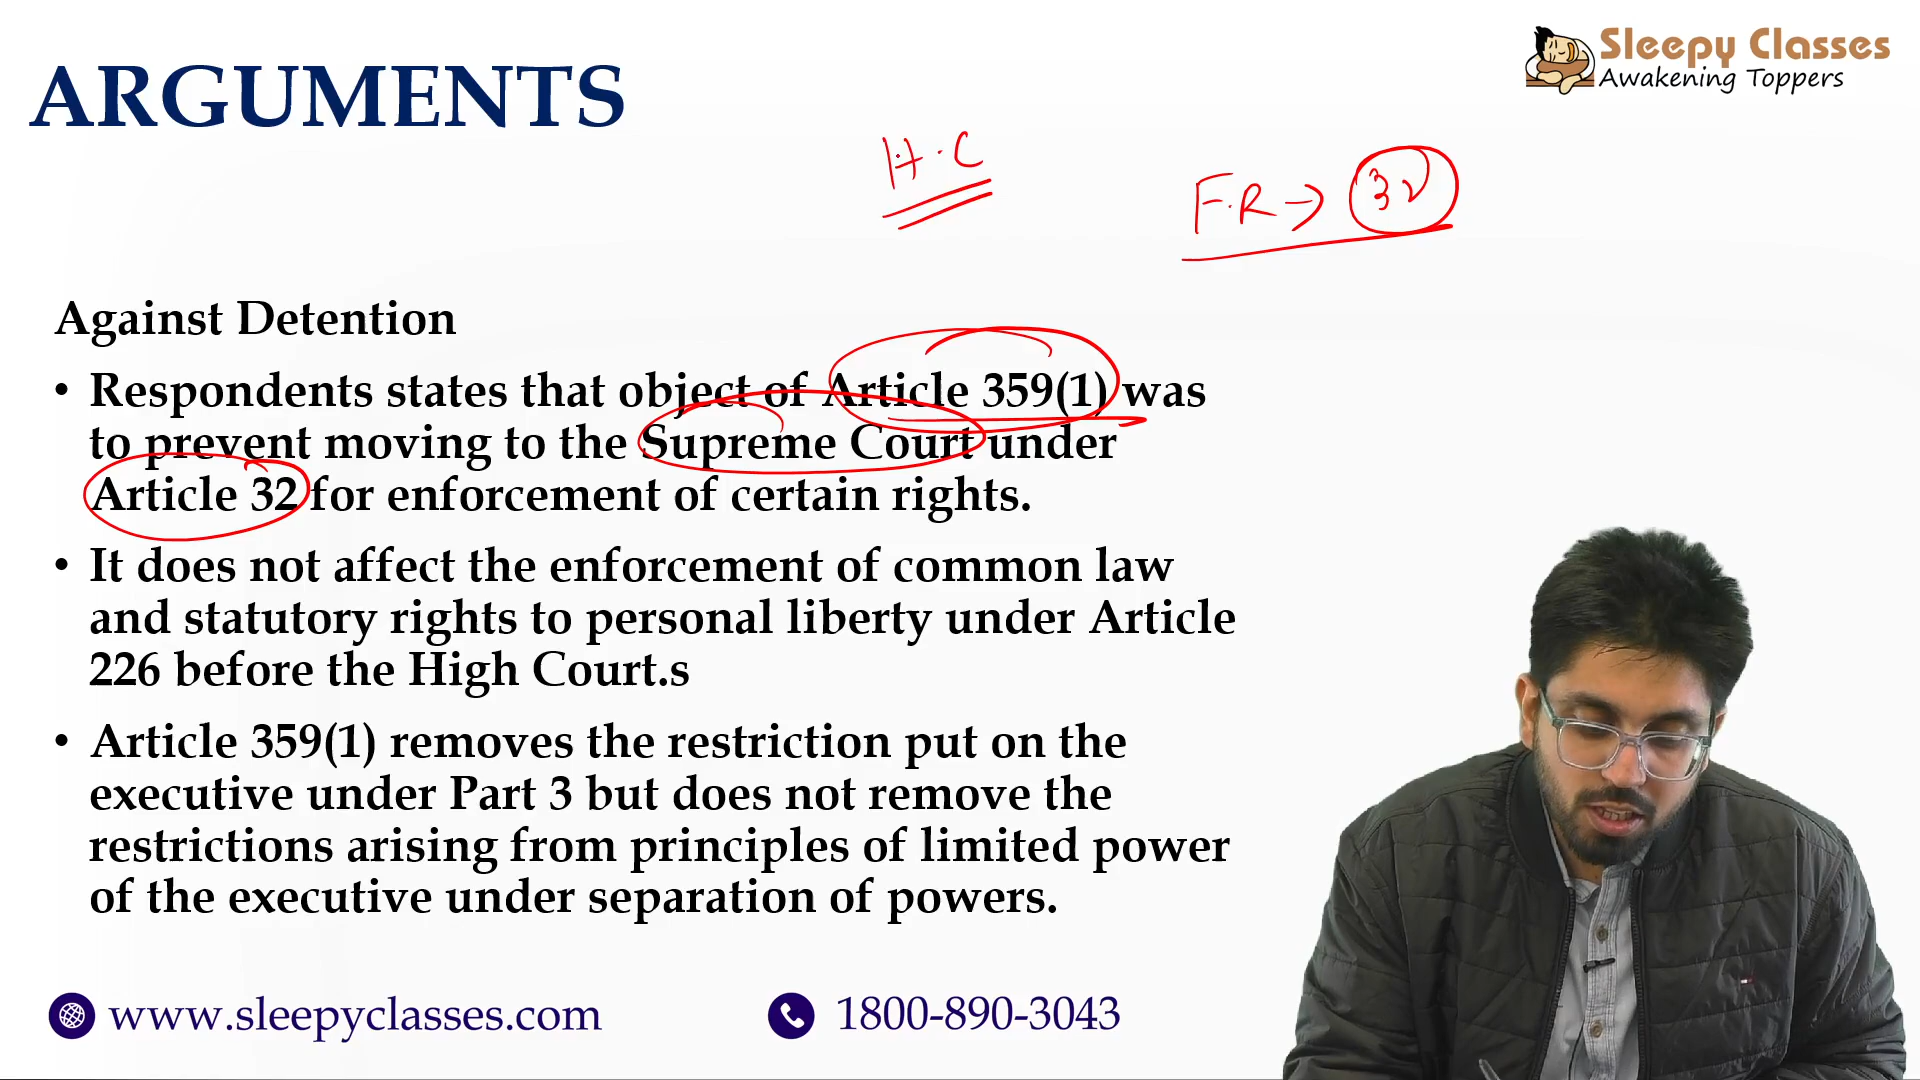 Sleepy Classes
Awakening Toppers
ARGUMENTS
H.C
F.R → 32
Against Detention
• Respondents states that object of Article 359(1) was
to prevent moving to the Supreme Court under
Article 32 for enforcement of certain rights.
• It does not affect the enforcement of common law
and statutory rights to personal liberty under Article
226 before the High Court.s
• Article 359(1) removes the restriction put on the
executive under Part 3 but does not remove the
restrictions arising from principles of limited power
of the executive under separation of powers.
www.sleepyclasses.com
1800-890-3043